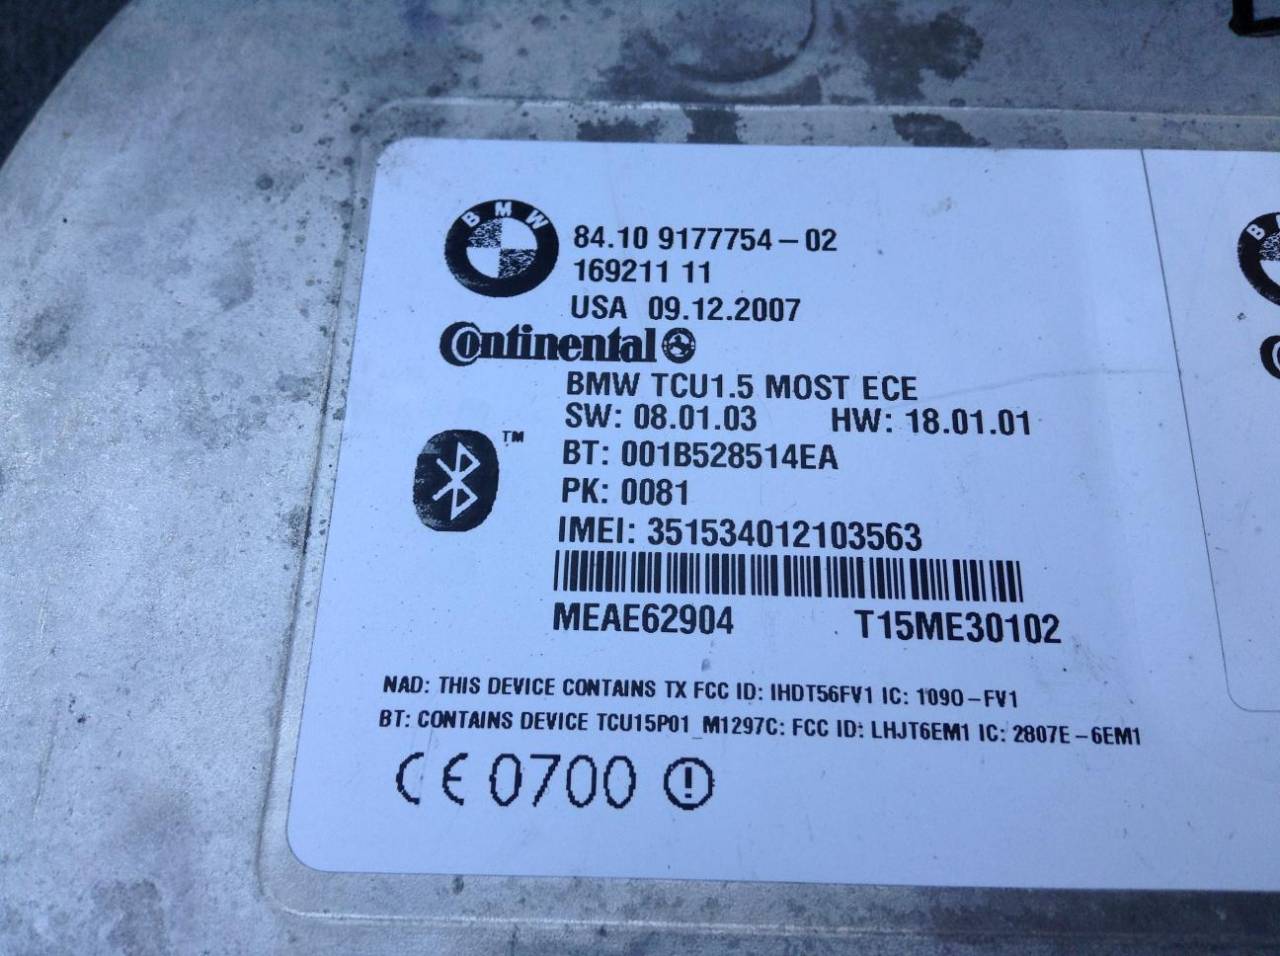 BMW
84.10 9177754-02
169211 11
USA 09.12.2007
Continental
BMW TCU1.5 MOST ECE
SW: 08.01.03 HW: 18.01.01
TM
BT: 001B528514EA
PK: 0081
IMEI: 351534012103563
MEAE62904 T15ME30102
NAD: THIS DEVICE CONTAINS TX FCC ID: IHDT56FV1 IC: 1090-FV1
BT: CONTAINS DEVICE TCU15P01_M1297C: FCC ID: LHJT6EM1 IC: 2807E-6EM1
CE 0700 !
B